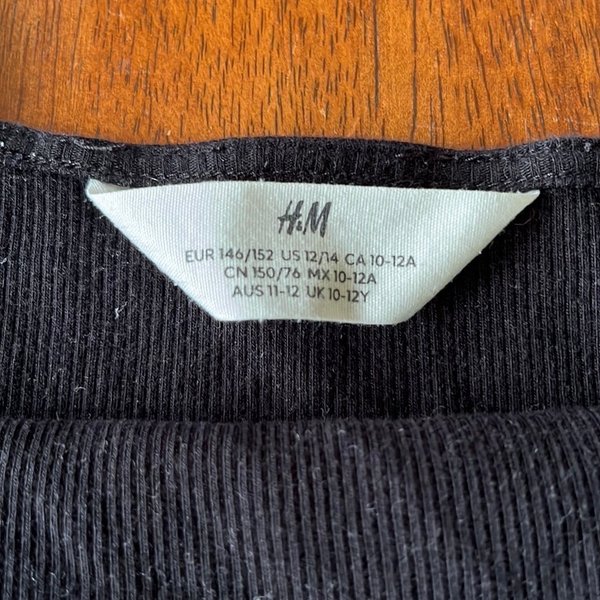 H&M
EUR 146/152 US 12/14 CA 10-12A
CN 150/76 MX 10-12A
AUS 11-12 UK 10-12Y